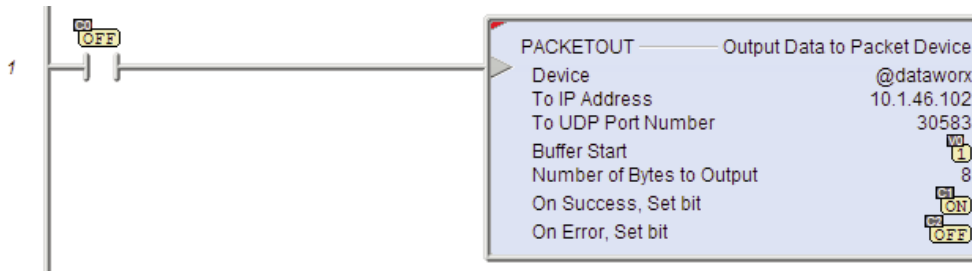 C0
OFF
1
PACKETOUT Output Data to Packet Device
Device @dataworx
To IP Address 10.1.46.102
To UDP Port Number 30583
Buffer Start V0 1
Number of Bytes to Output 8
On Success, Set bit C1 ON
On Error, Set bit C2 OFF